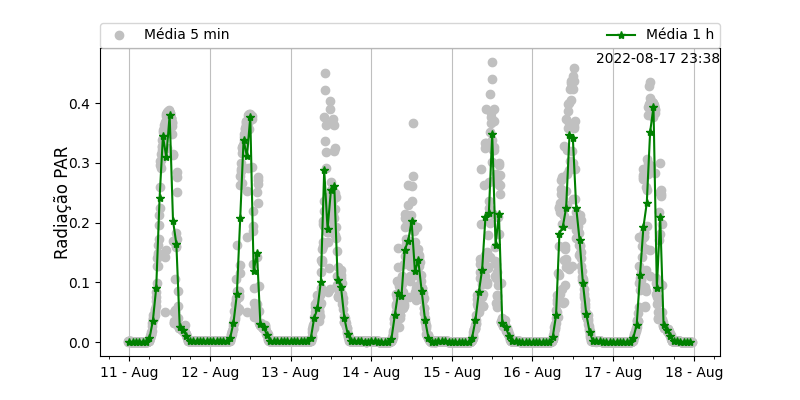 Média 5 min
Média 1 h
2022-08-17 23:38
Radiação PAR
0.4
0.3
0.2
0.1
0.0
11 - Aug
12 - Aug
13 - Aug
14 - Aug
15 - Aug
16 - Aug
17 - Aug
18 - Aug